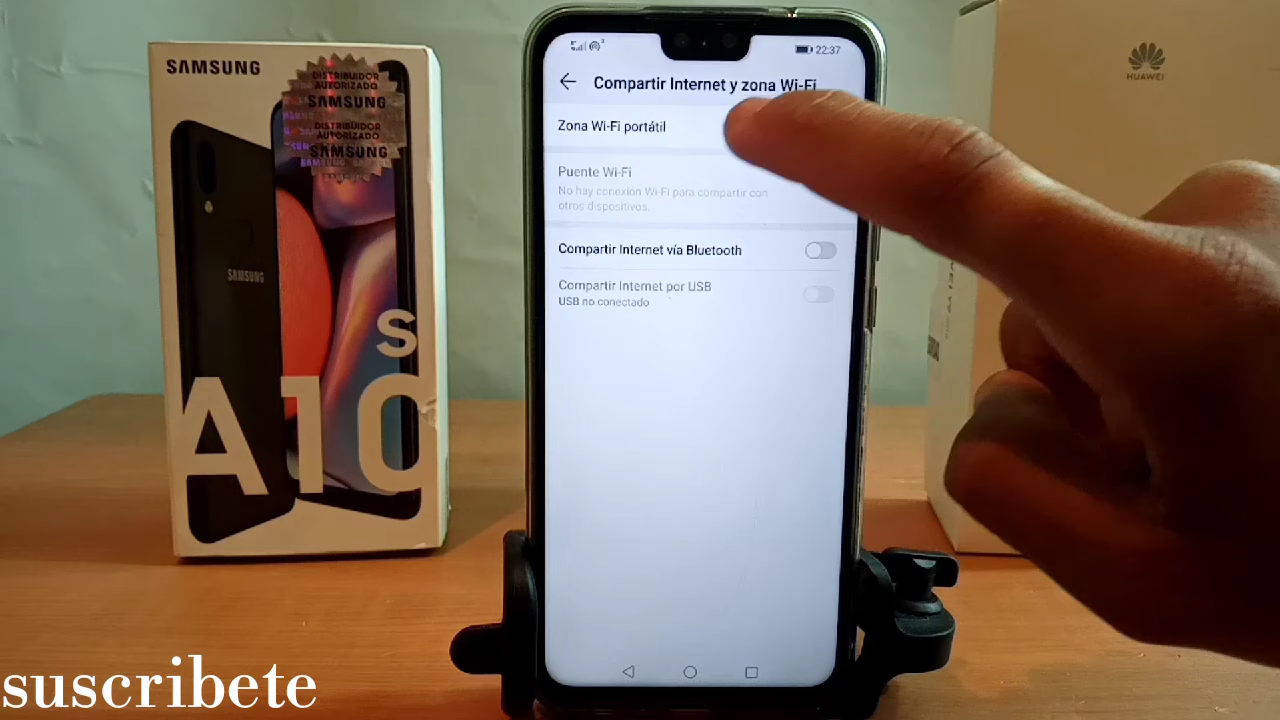 SAMSUNG
DISTRIBUIDOR
AUTORIZADO
SAMSUNG
DISTRIBUIDOR
AUTORIZADO
SAMSUNG
SAMSUNG
S
A10
22:37
Compartir Internet y zona Wi-Fi
Zona Wi-Fi portátil
Puente Wi-Fi
No hay conexión Wi-Fi para compartir con
otros dispositivos.
Compartir Internet vía Bluetooth
Compartir Internet por USB
USB no conectado
HUAWEI
suscribete